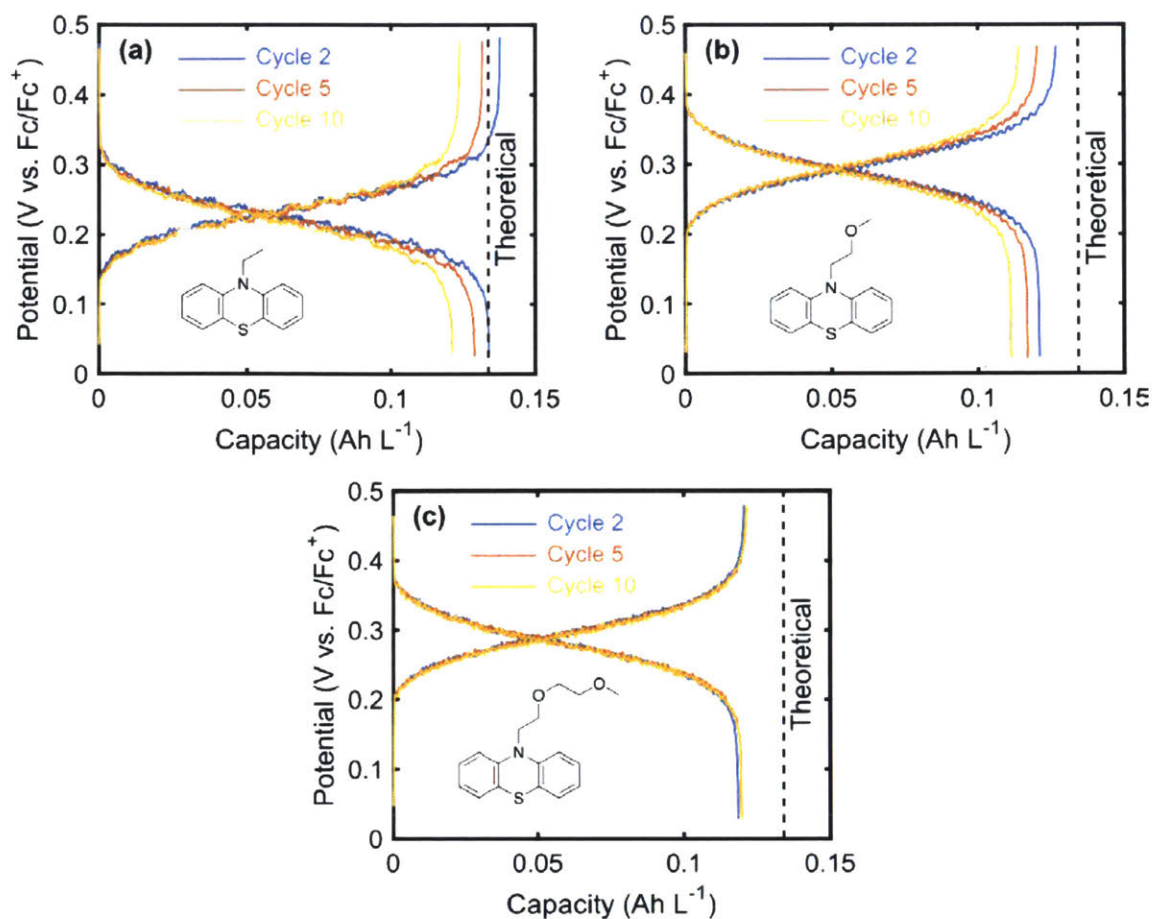 (a)
Cycle 2
Cycle 5
Cycle 10
Potential (V vs. Fc/Fc⁺)
0.5
0.4
0.3
0.2
0.1
0
Theoretical
N
S
0 0.05 0.1 0.15
Capacity (Ah L⁻¹)
(b)
Cycle 2
Cycle 5
Cycle 10
Potential (V vs. Fc/Fc⁺)
0.5
0.4
0.3
0.2
0.1
0
Theoretical
O
N
S
0 0.05 0.1 0.15
Capacity (Ah L⁻¹)
(c)
Cycle 2
Cycle 5
Cycle 10
Potential (V vs. Fc/Fc⁺)
0.5
0.4
0.3
0.2
0.1
0
Theoretical
O
O
N
S
0 0.05 0.1 0.15
Capacity (Ah L⁻¹)